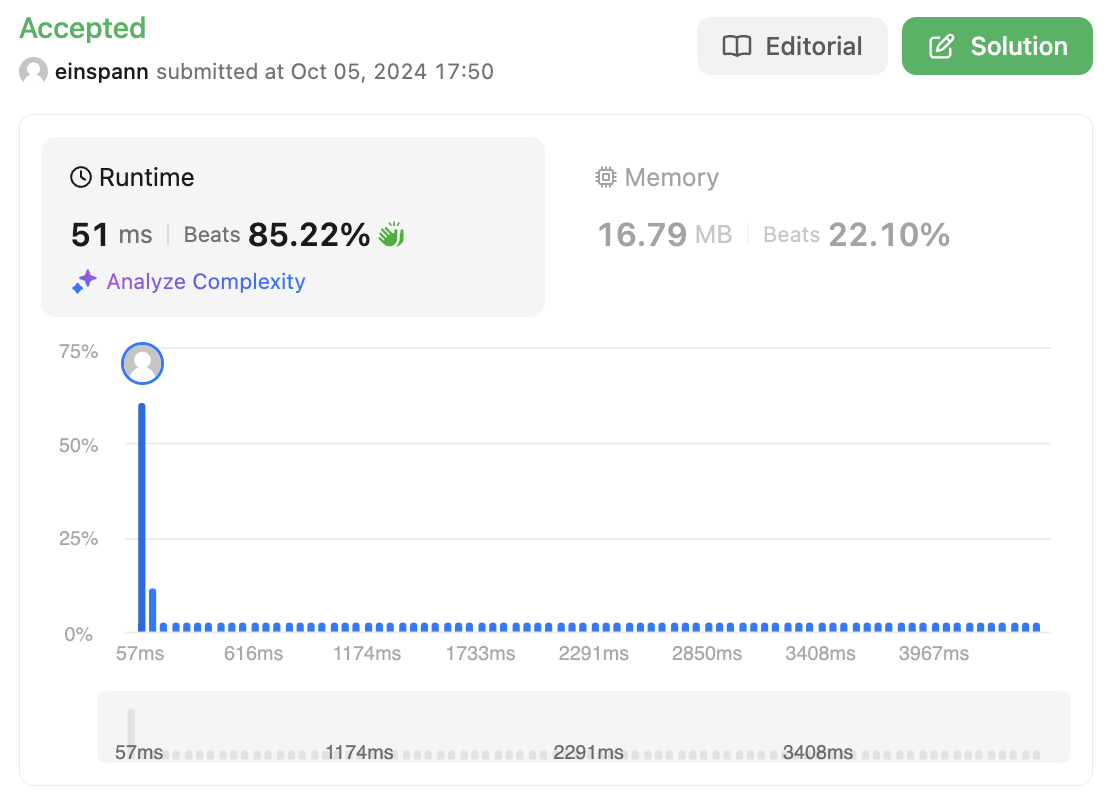 Accepted
einspann submitted at Oct 05, 2024 17:50
Editorial
Solution
Runtime
51 ms Beats 85.22%
Analyze Complexity
Memory
16.79 MB Beats 22.10%
75%
50%
25%
0%
57ms 616ms 1174ms 1733ms 2291ms 2850ms 3408ms 3967ms
57ms 1174ms 2291ms 3408ms